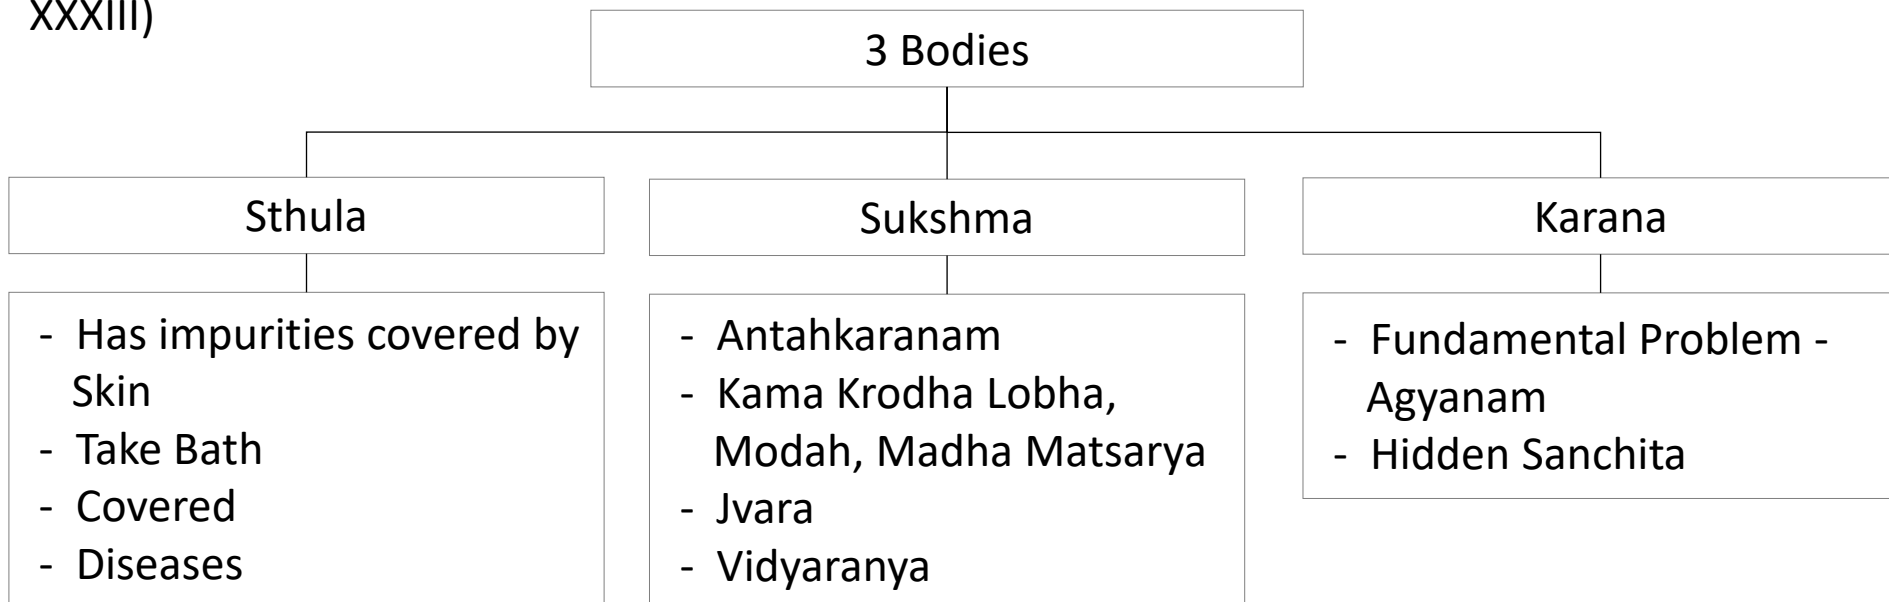 XXXIII)
3 Bodies
Sthula
Sukshma
Karana
- Has impurities covered by
Skin
- Take Bath
- Covered
- Diseases
- Antahkaranam
- Kama Krodha Lobha,
Modah, Madha Matsarya
- Jvara
- Vidyaranya
- Fundamental Problem -
Agyanam
- Hidden Sanchita